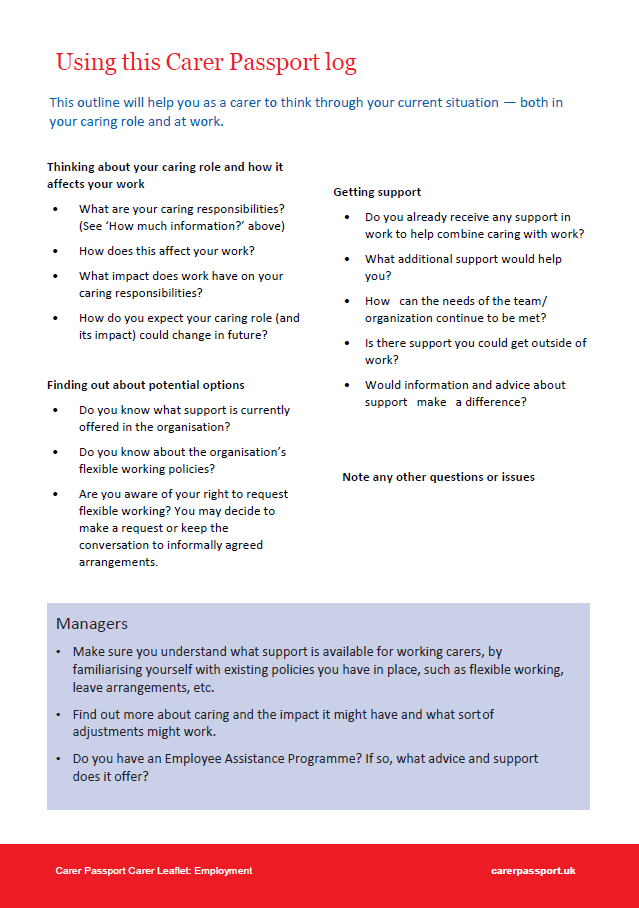 Using this Carer Passport log
This outline will help you as a carer to think through your current situation — both in
your caring role and at work.
Thinking about your caring role and how it
affects your work
• What are your caring responsibilities?
(See ‘How much information?’ above)
• How does this affect your work?
• What impact does work have on your
caring responsibilities?
• How do you expect your caring role (and
its impact) could change in future?
Finding out about potential options
• Do you know what support is currently
offered in the organisation?
• Do you know about the organisation’s
flexible working policies?
• Are you aware of your right to request
flexible working? You may decide to
make a request or keep the
conversation to informally agreed
arrangements.
Getting support
• Do you already receive any support in
work to help combine caring with work?
• What additional support would help
you?
• How can the needs of the team/
organization continue to be met?
• Is there support you could get outside of
work?
• Would information and advice about
support make a difference?
Note any other questions or issues
Managers
• Make sure you understand what support is available for working carers, by
familiarising yourself with existing policies you have in place, such as flexible working,
leave arrangements, etc.
• Find out more about caring and the impact it might have and what sort of
adjustments might work.
• Do you have an Employee Assistance Programme? If so, what advice and support
does it offer?
Carer Passport Carer Leaflet: Employment
carerpassport.uk